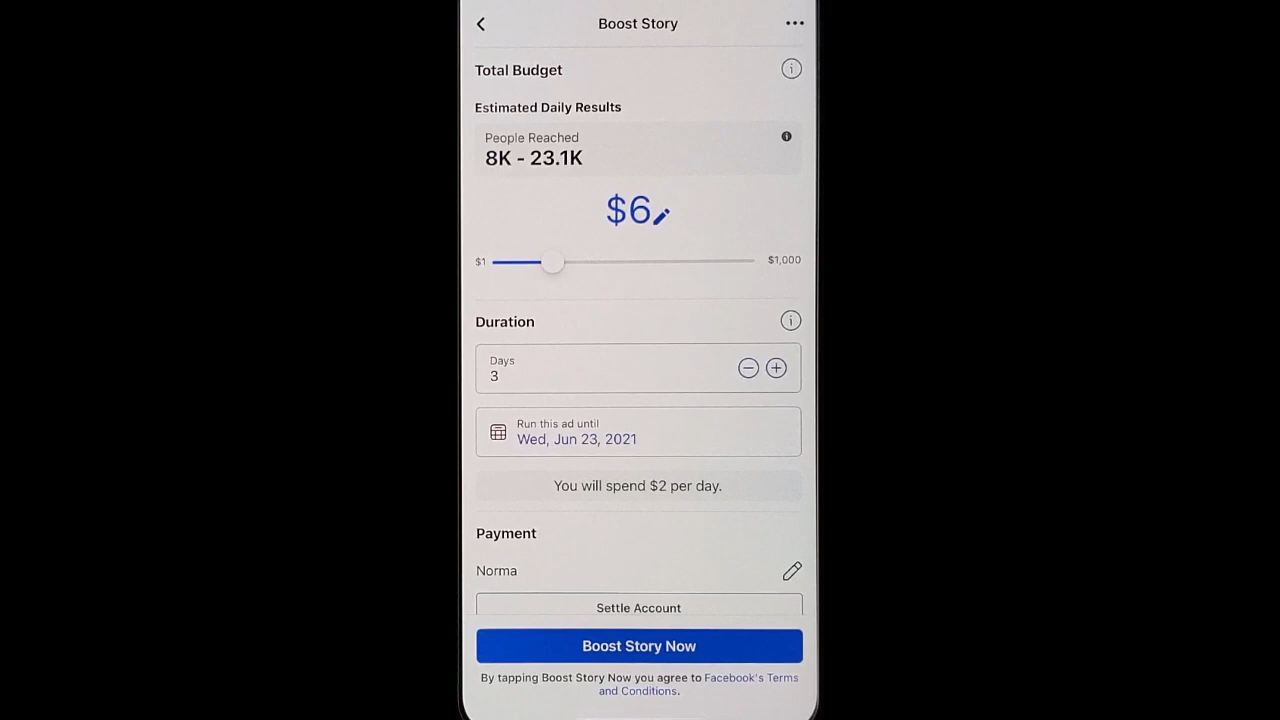 Boost Story
Total Budget
Estimated Daily Results
People Reached
8K - 23.1K
$6
$1
$1,000
Duration
Days
3
Run this ad until
Wed, Jun 23, 2021
You will spend $2 per day.
Payment
Norma
Settle Account
Boost Story Now
By tapping Boost Story Now you agree to Facebook's Terms
and Conditions.